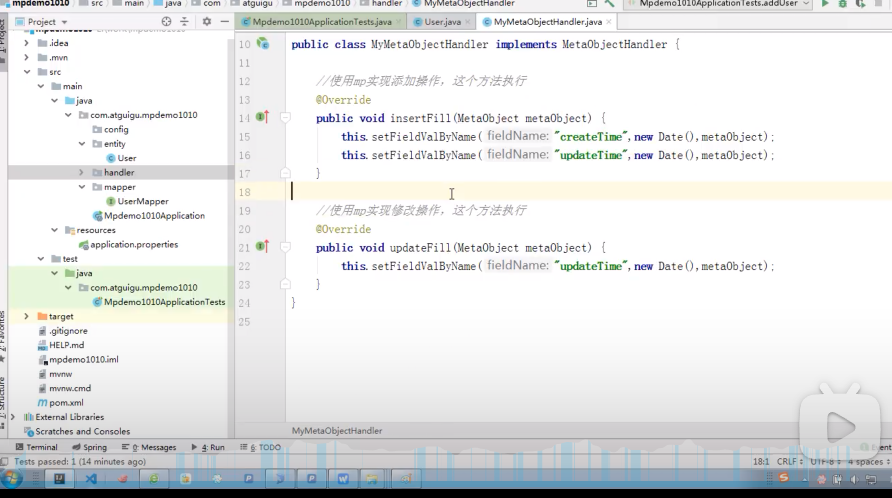 mpdemo1010 src main java com atguigu mpdemo1010 handler MyMetaObjectHandler Mpdemo1010ApplicationTests.addUser
Project
Mpdemo1010ApplicationTests.java User.java MyMetaObjectHandler.java
mpdemo1010
.idea
.mvn
src
main
java
com.atguigu.mpdemo1010
config
entity
User
handler
mapper
UserMapper
Mpdemo1010Application
resources
application.properties
test
java
com.atguigu.mpdemo1010
Mpdemo1010ApplicationTests
target
.gitignore
HELP.md
mpdemo1010.iml
mvnw
mvnw.cmd
pom.xml
External Libraries
Scratches and Consoles
1: Project
2: Favorites
Structure
10 public class MyMetaObjectHandler implements MetaObjectHandler {
11
12 //使用mp实现添加操作，这个方法执行
13 @Override
14 public void insertFill(MetaObject metaObject) {
15 this.setFieldValByName( fieldName: "createTime",new Date(),metaObject);
16 this.setFieldValByName( fieldName: "updateTime",new Date(),metaObject);
17 }
18
19 //使用mp实现修改操作，这个方法执行
20 @Override
21 public void updateFill(MetaObject metaObject) {
22 this.setFieldValByName( fieldName: "updateTime",new Date(),metaObject);
23 }
24 }
25
MyMetaObjectHandler
Terminal Spring 0: Messages 4: Run 6: TODO
Tests passed: 1 (14 minutes ago) 18:1 CRLF UTF-8 4 spaces